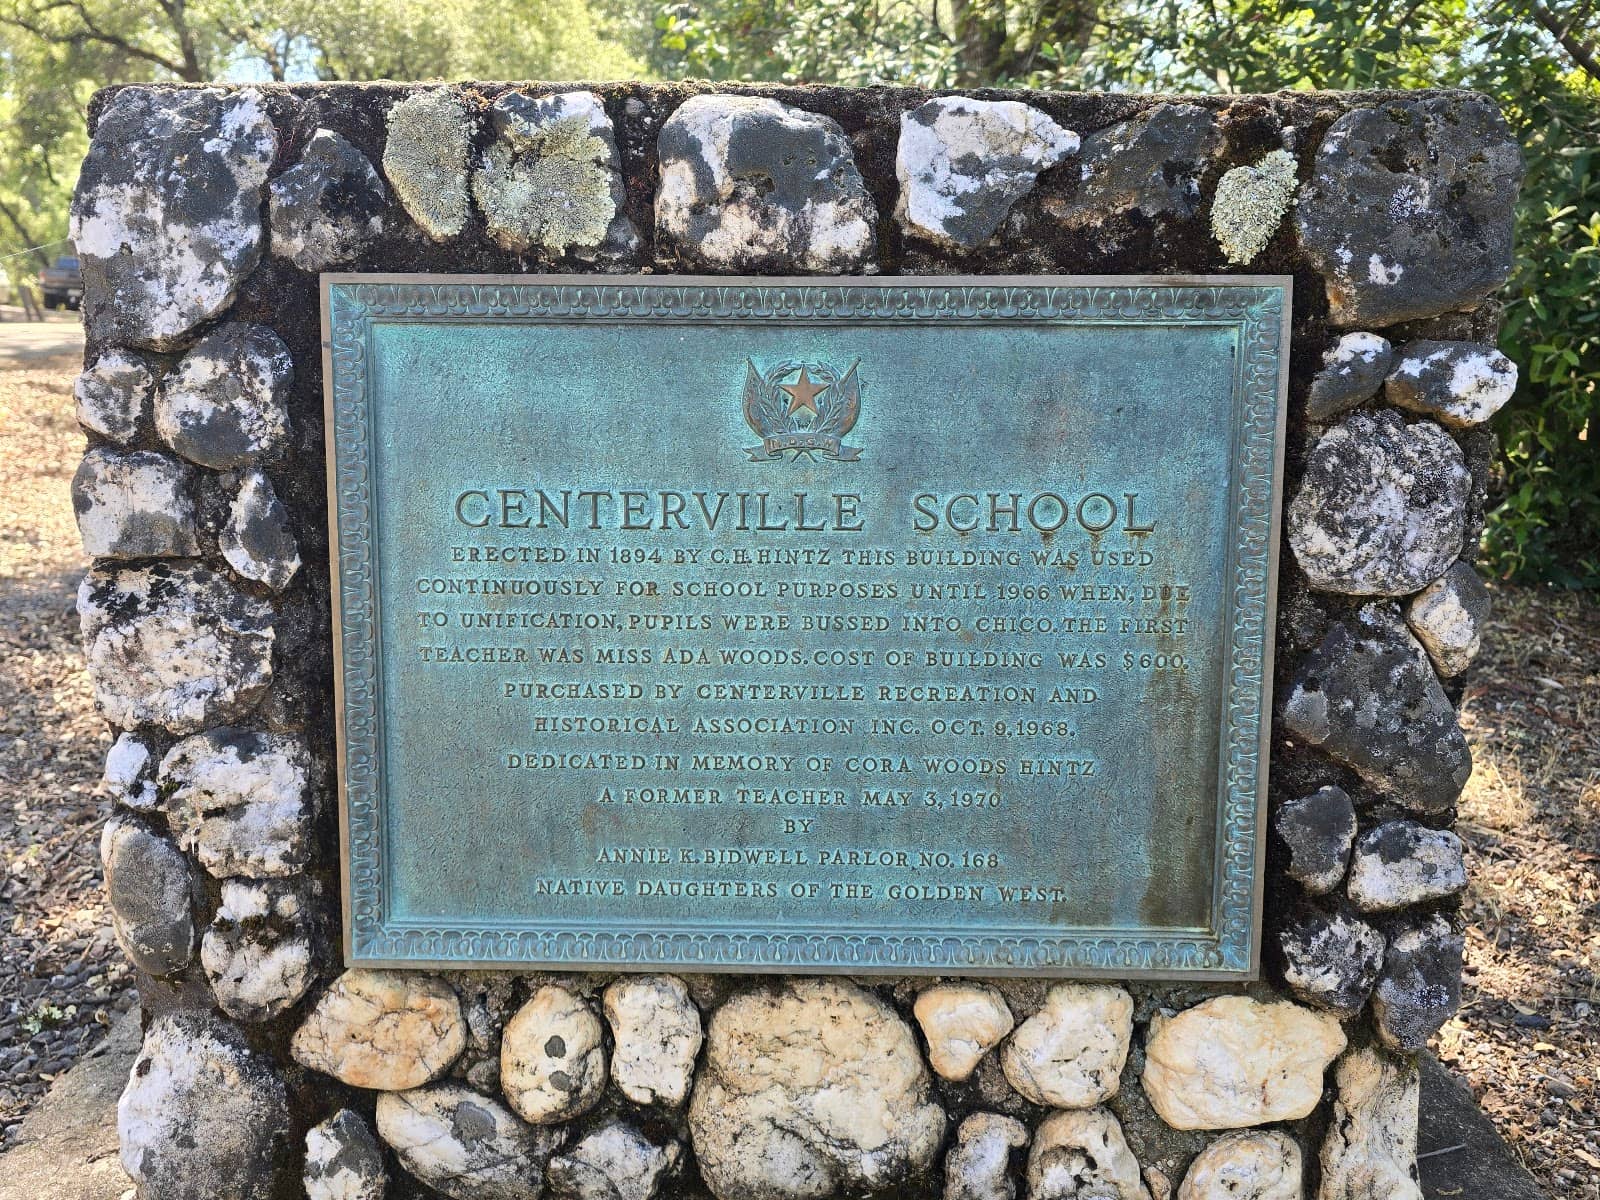 N.D.G.W.
CENTERVILLE SCHOOL
ERECTED IN 1894 BY C.H. HINTZ THIS BUILDING WAS USED
CONTINUOUSLY FOR SCHOOL PURPOSES UNTIL 1966 WHEN, DUE
TO UNIFICATION, PUPILS WERE BUSSED INTO CHICO. THE FIRST
TEACHER WAS MISS ADA WOODS. COST OF BUILDING WAS $600.
PURCHASED BY CENTERVILLE RECREATION AND
HISTORICAL ASSOCIATION INC. OCT. 9, 1968.
DEDICATED IN MEMORY OF CORA WOODS HINTZ
A FORMER TEACHER MAY 3, 1970
BY
ANNIE K. BIDWELL PARLOR NO. 168
NATIVE DAUGHTERS OF THE GOLDEN WEST.